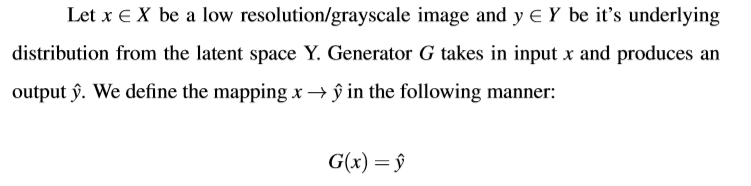 Let x ∈ X be a low resolution/grayscale image and y ∈ Y be it's underlying
distribution from the latent space Y. Generator G takes in input x and produces an
output ŷ. We define the mapping x → ŷ in the following manner:
G(x) = ŷ